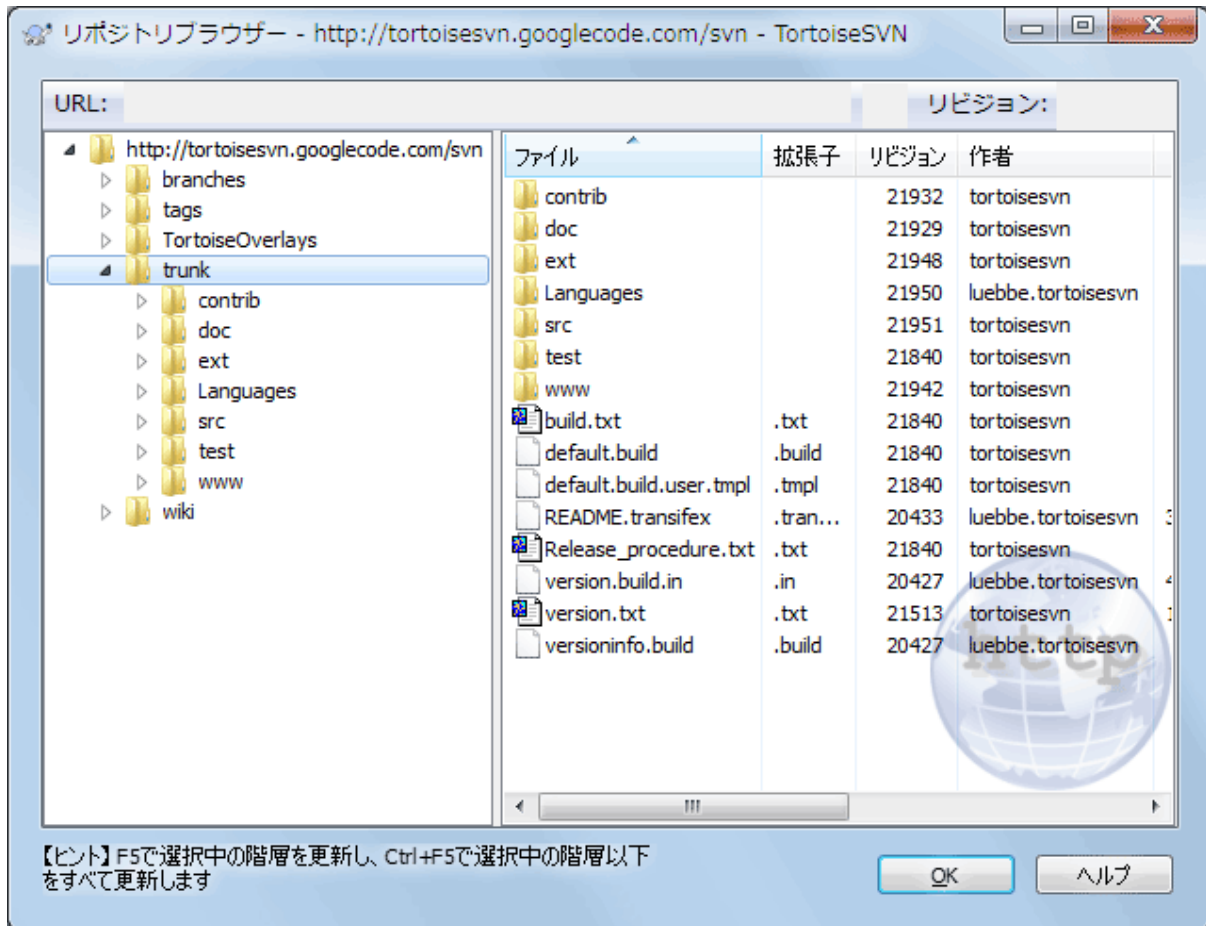 リポジトリブラウザー - http://tortoisesvn.googlecode.com/svn - TortoiseSVN
URL: リビジョン:
http://tortoisesvn.googlecode.com/svn
branches
tags
TortoiseOverlays
trunk
contrib
doc
ext
Languages
src
test
www
wiki
ファイル 拡張子 リビジョン 作者
contrib 21932 tortoisesvn
doc 21929 tortoisesvn
ext 21948 tortoisesvn
Languages 21950 luebbe.tortoisesvn
src 21951 tortoisesvn
test 21840 tortoisesvn
www 21942 tortoisesvn
build.txt .txt 21840 tortoisesvn
default.build .build 21840 tortoisesvn
default.build.user.tmpl .tmpl 21840 tortoisesvn
README.transifex .tran... 20433 luebbe.tortoisesvn
Release_procedure.txt .txt 21840 tortoisesvn
version.build.in .in 20427 luebbe.tortoisesvn
version.txt .txt 21513 tortoisesvn
versioninfo.build .build 20427 luebbe.tortoisesvn
http
【ヒント】F5で選択中の階層を更新し、Ctrl+F5で選択中の階層以下
をすべて更新します
OK ヘルプ